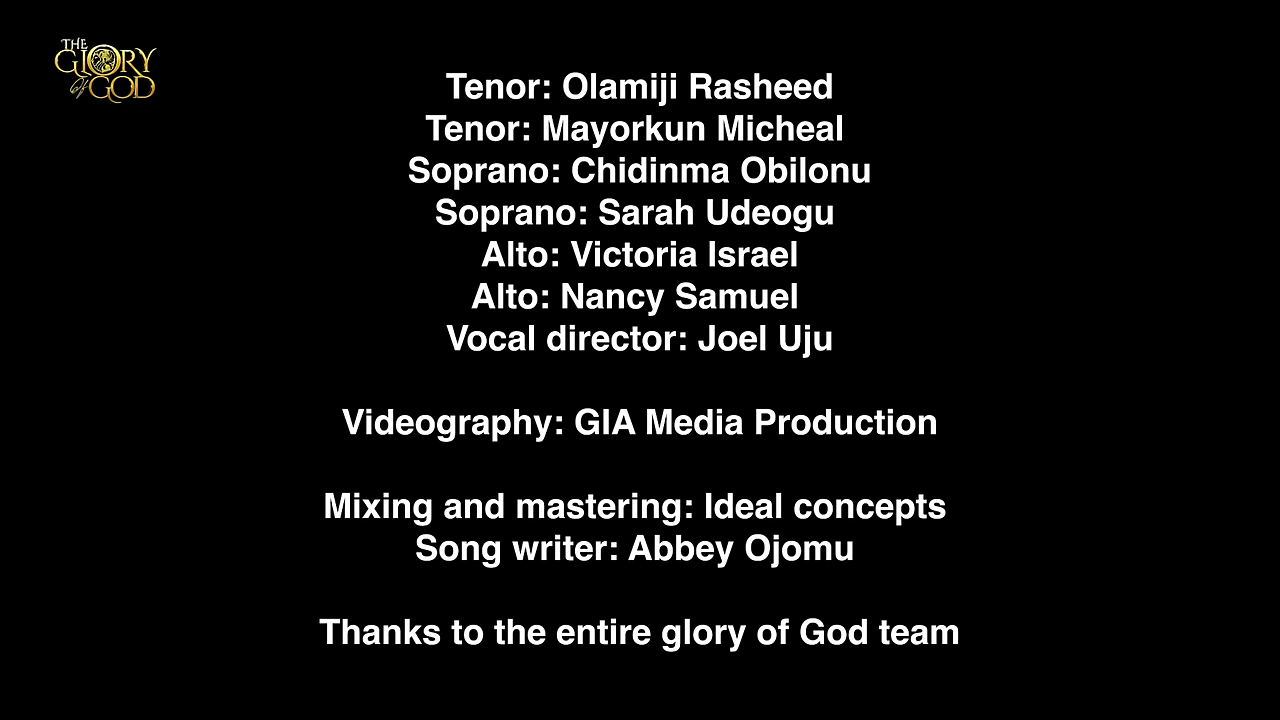 THE
GLORY
of GOD
Tenor: Olamiji Rasheed
Tenor: Mayorkun Micheal
Soprano: Chidinma Obilonu
Soprano: Sarah Udeogu
Alto: Victoria Israel
Alto: Nancy Samuel
Vocal director: Joel Uju
Videography: GIA Media Production
Mixing and mastering: Ideal concepts
Song writer: Abbey Ojomu
Thanks to the entire glory of God team